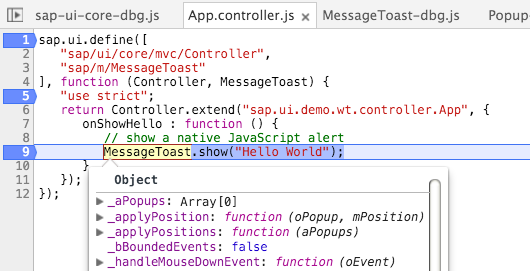 sap-ui-core-dbg.js App.controller.js × MessageToast-dbg.js Popup
1 sap.ui.define([
2 "sap/ui/core/mvc/Controller",
3 "sap/m/MessageToast"
4 ], function (Controller, MessageToast) {
5 "use strict";
6 return Controller.extend("sap.ui.demo.wt.controller.App", {
7 onShowHello : function () {
8 // show a native JavaScript alert
9 MessageToast.show("Hello World");
10 }
11 });
12 });
Object
_aPopups: Array[0]
_applyPosition: function (oPopup, mPosition)
_applyPositions: function (aPopups)
_bBoundedEvents: false
_handleMouseDownEvent: function (oEvent)